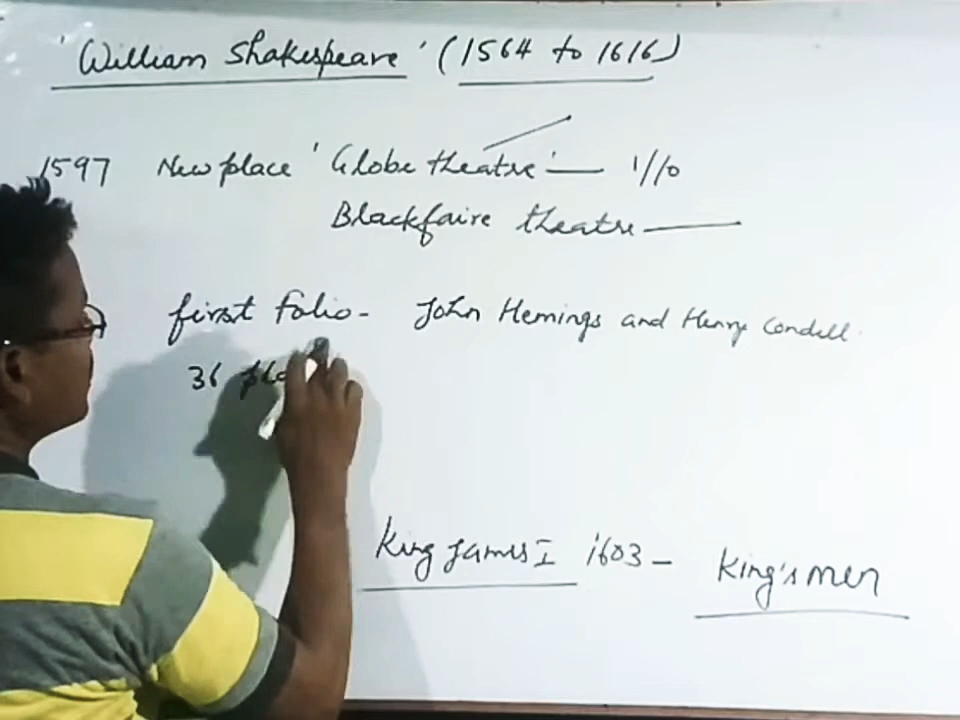 'William Shakespeare' (1564 to 1616)
1597 New place 'Globe theatre' — 1/10
Blackfaire theatre —
first Folio - John Hemings and Henry Condell.
36
King James I 1603 - King's men